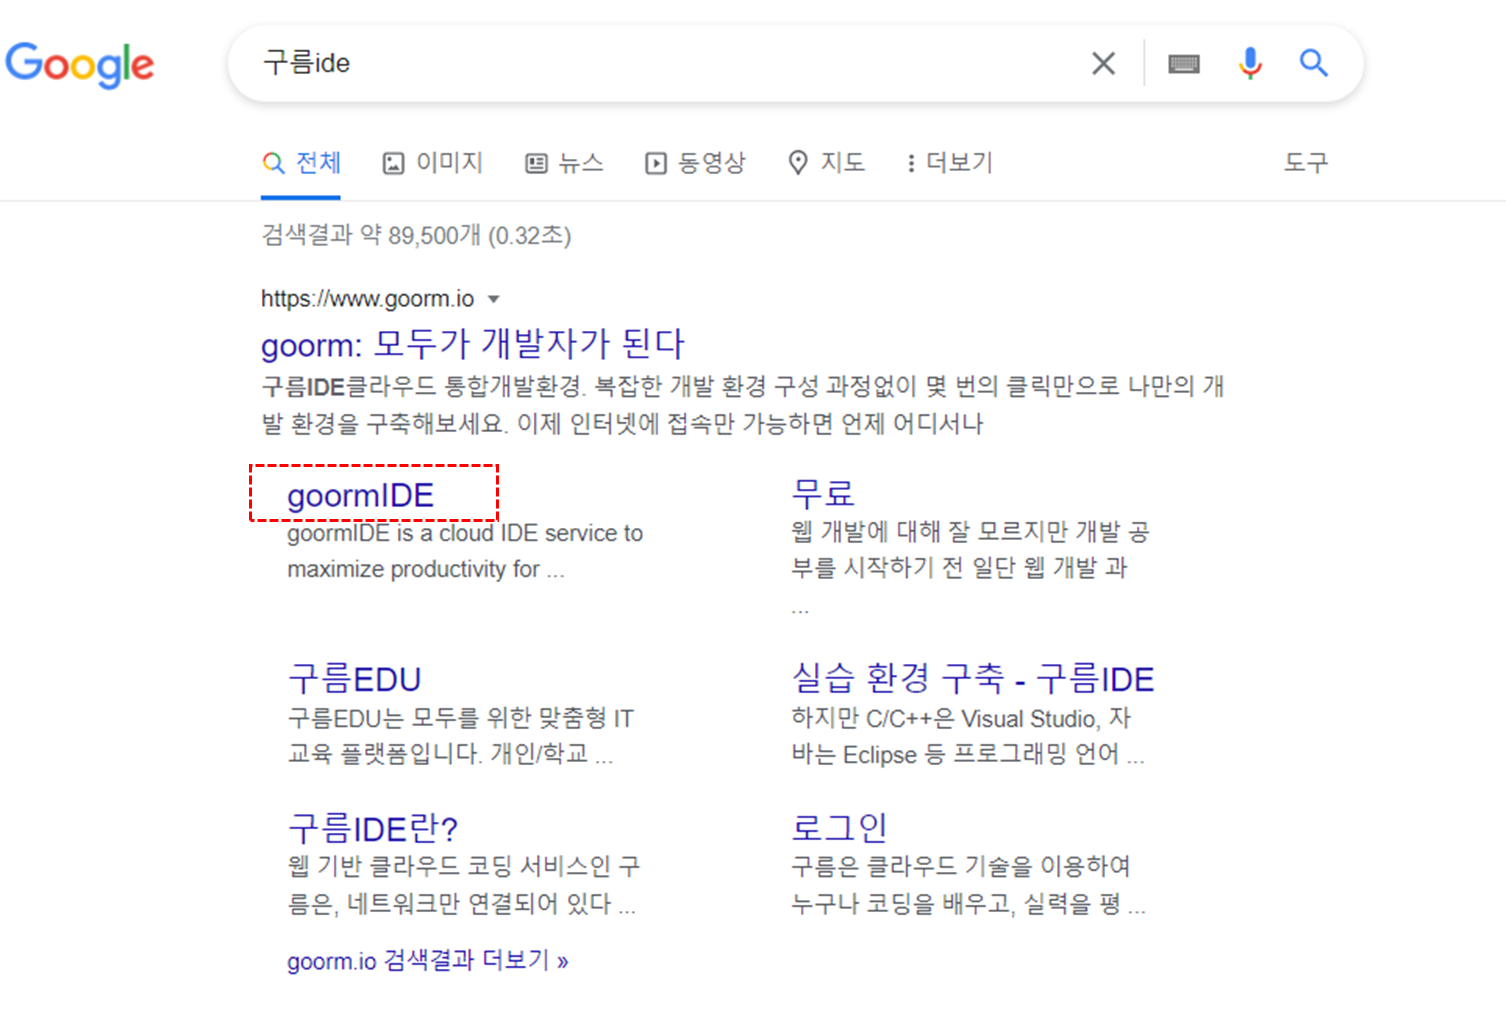 Google
구름ide
전체 이미지 뉴스 동영상 지도 더보기 도구
검색결과 약 89,500개 (0.32초)
https://www.goorm.io
goorm: 모두가 개발자가 된다
구름IDE클라우드 통합개발환경. 복잡한 개발 환경 구성 과정없이 몇 번의 클릭만으로 나만의 개
발 환경을 구축해보세요. 이제 인터넷에 접속만 가능하면 언제 어디서나
goormIDE
goormIDE is a cloud IDE service to
maximize productivity for ...
무료
웹 개발에 대해 잘 모르지만 개발 공
부를 시작하기 전 일단 웹 개발 과
...
구름EDU
구름EDU는 모두를 위한 맞춤형 IT
교육 플랫폼입니다. 개인/학교 ...
실습 환경 구축 - 구름IDE
하지만 C/C++은 Visual Studio, 자
바는 Eclipse 등 프로그래밍 언어 ...
구름IDE란?
웹 기반 클라우드 코딩 서비스인 구
름은, 네트워크만 연결되어 있다 ...
로그인
구름은 클라우드 기술을 이용하여
누구나 코딩을 배우고, 실력을 평 ...
goorm.io 검색결과 더보기 »